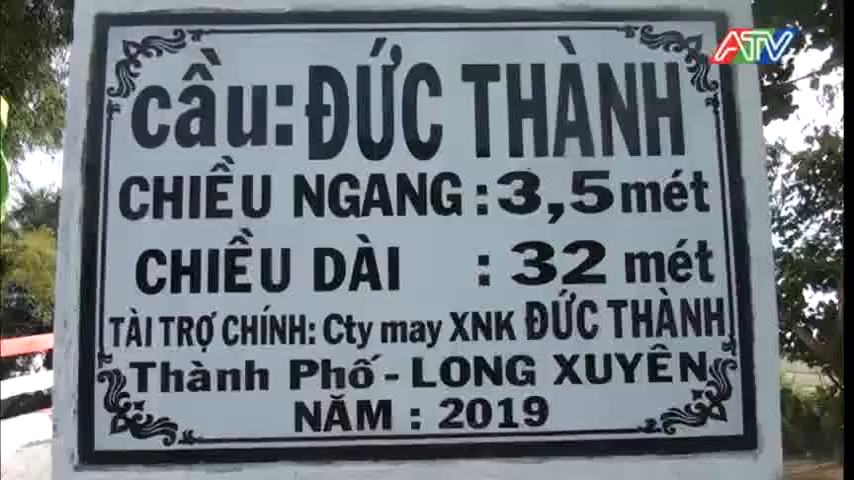 ATV
cầu: ĐỨC THÀNH
CHIỀU NGANG : 3,5 mét
CHIỀU DÀI : 32 mét
TÀI TRỢ CHÍNH: Cty may XNK ĐỨC THÀNH
Thành Phố - LONG XUYÊN
NĂM : 2019